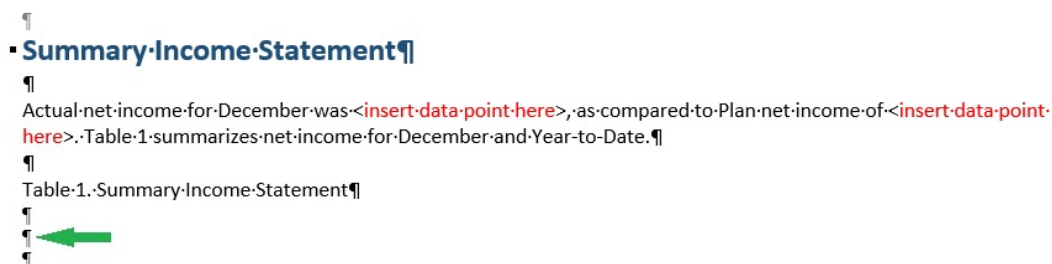 ¶
Summary·Income·Statement¶
¶
Actual·net·income·for·December·was·<insert·data·point·here>,·as·compared·to·Plan·net·income·of·<insert·data·point·
here>.·Table·1·summarizes·net·income·for·December·and·Year-to-Date.¶
¶
Table·1.·Summary·Income·Statement¶
¶
¶
¶